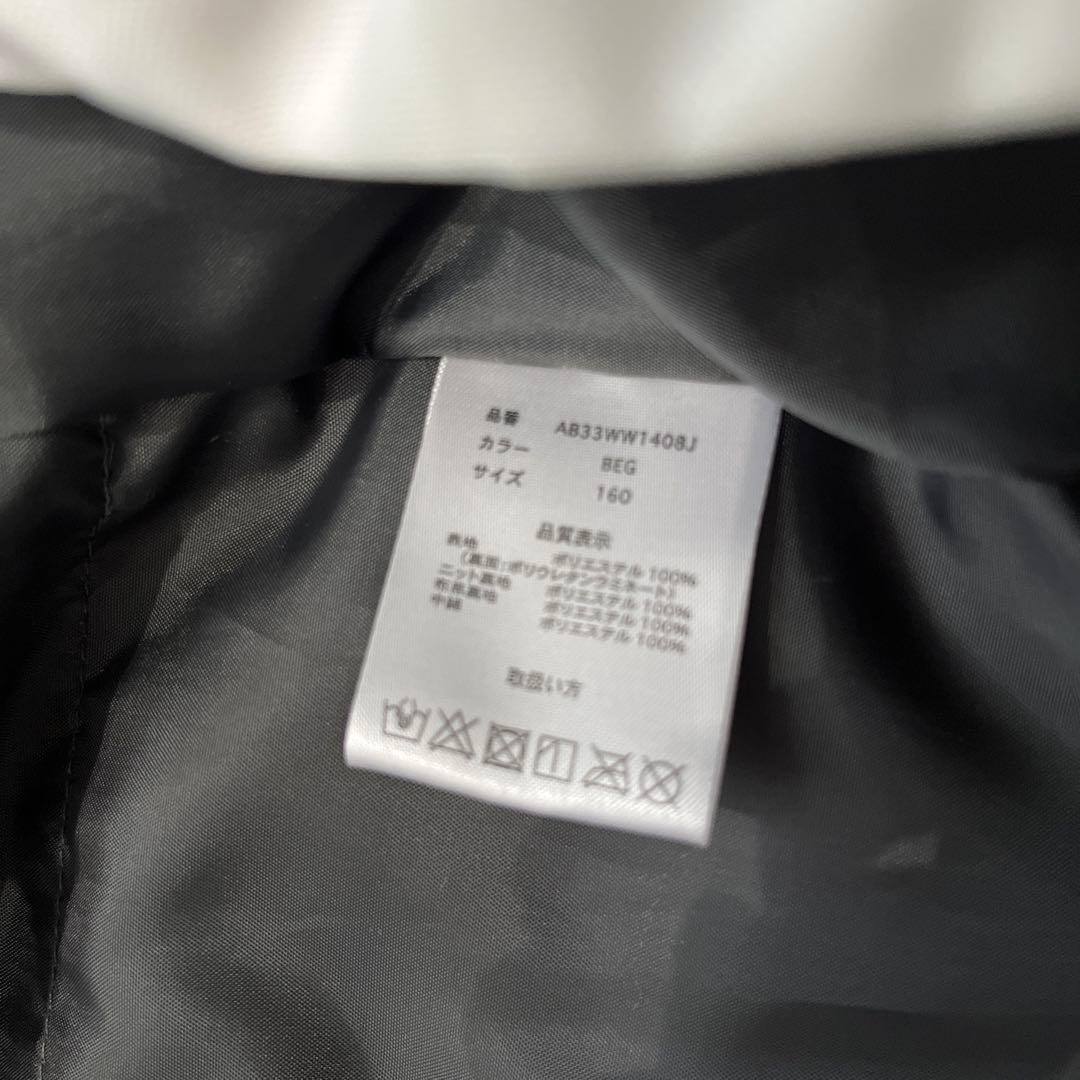 品番 AB33WW1408J
カラー BEG
サイズ 160
品質表示
表地 ポリエステル 100%
(裏面:ポリウレタンラミネート)
ニット裏地 ポリエステル 100%
布帛裏地 ポリエステル 100%
中綿 ポリエステル 100%
取扱い方